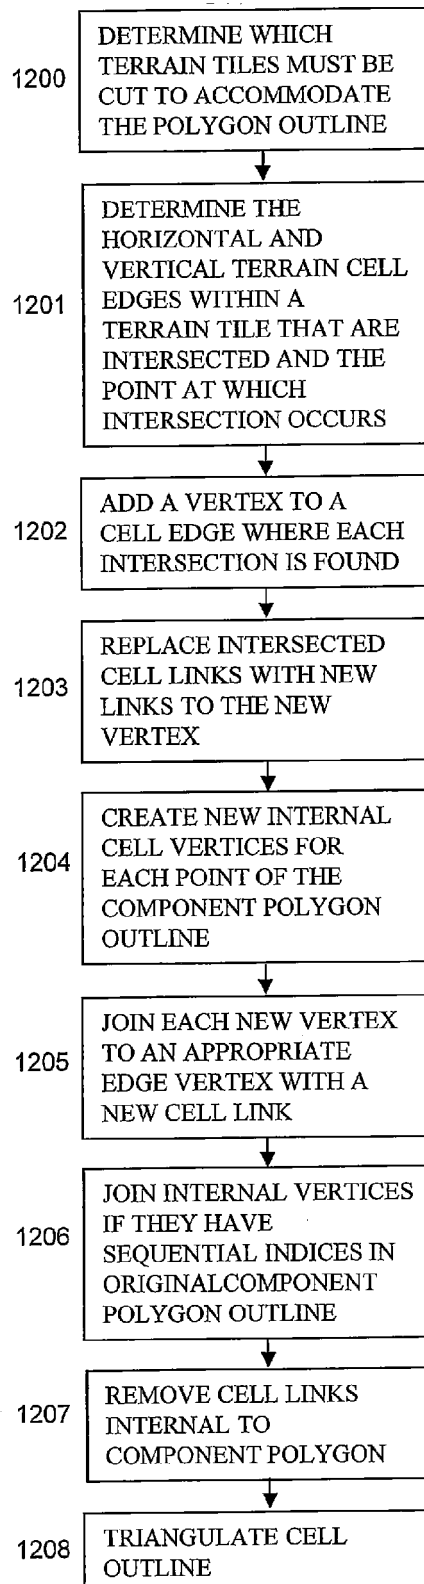 1200
DETERMINE WHICH
TERRAIN TILES MUST BE
CUT TO ACCOMMODATE
THE POLYGON OUTLINE
1201
DETERMINE THE
HORIZONTAL AND
VERTICAL TERRAIN CELL
EDGES WITHIN A
TERRAIN TILE THAT ARE
INTERSECTED AND THE
POINT AT WHICH
INTERSECTION OCCURS
1202
ADD A VERTEX TO A
CELL EDGE WHERE EACH
INTERSECTION IS FOUND
1203
REPLACE INTERSECTED
CELL LINKS WITH NEW
LINKS TO THE NEW
VERTEX
1204
CREATE NEW INTERNAL
CELL VERTICES FOR
EACH POINT OF THE
COMPONENT POLYGON
OUTLINE
1205
JOIN EACH NEW VERTEX
TO AN APPROPRIATE
EDGE VERTEX WITH A
NEW CELL LINK
1206
JOIN INTERNAL VERTICES
IF THEY HAVE
SEQUENTIAL INDICES IN
ORIGINALCOMPONENT
POLYGON OUTLINE
1207
REMOVE CELL LINKS
INTERNAL TO
COMPONENT POLYGON
1208
TRIANGULATE CELL
OUTLINE